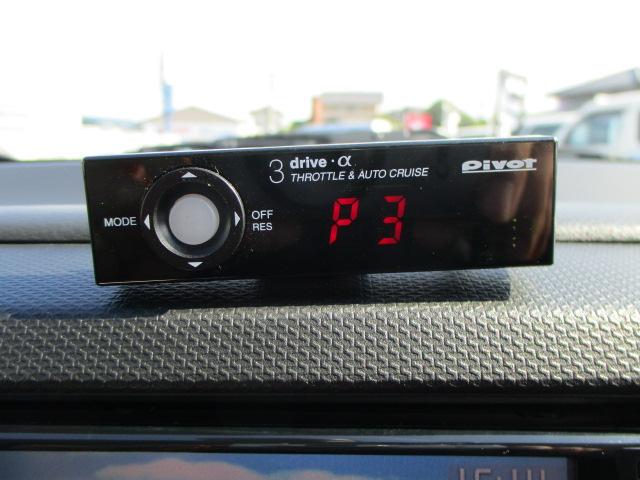 3 drive・α
THROTTLE & AUTO CRUISE
Pivot
MODE
OFF
RES
P3